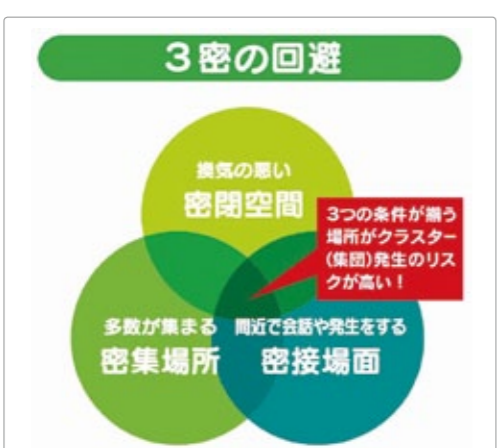 3密の回避
換気の悪い
密閉空間
3つの条件が揃う
場所がクラスター
(集団)発生のリス
クが高い！
多数が集まる
密集場所
間近で会話や発生をする
密接場面